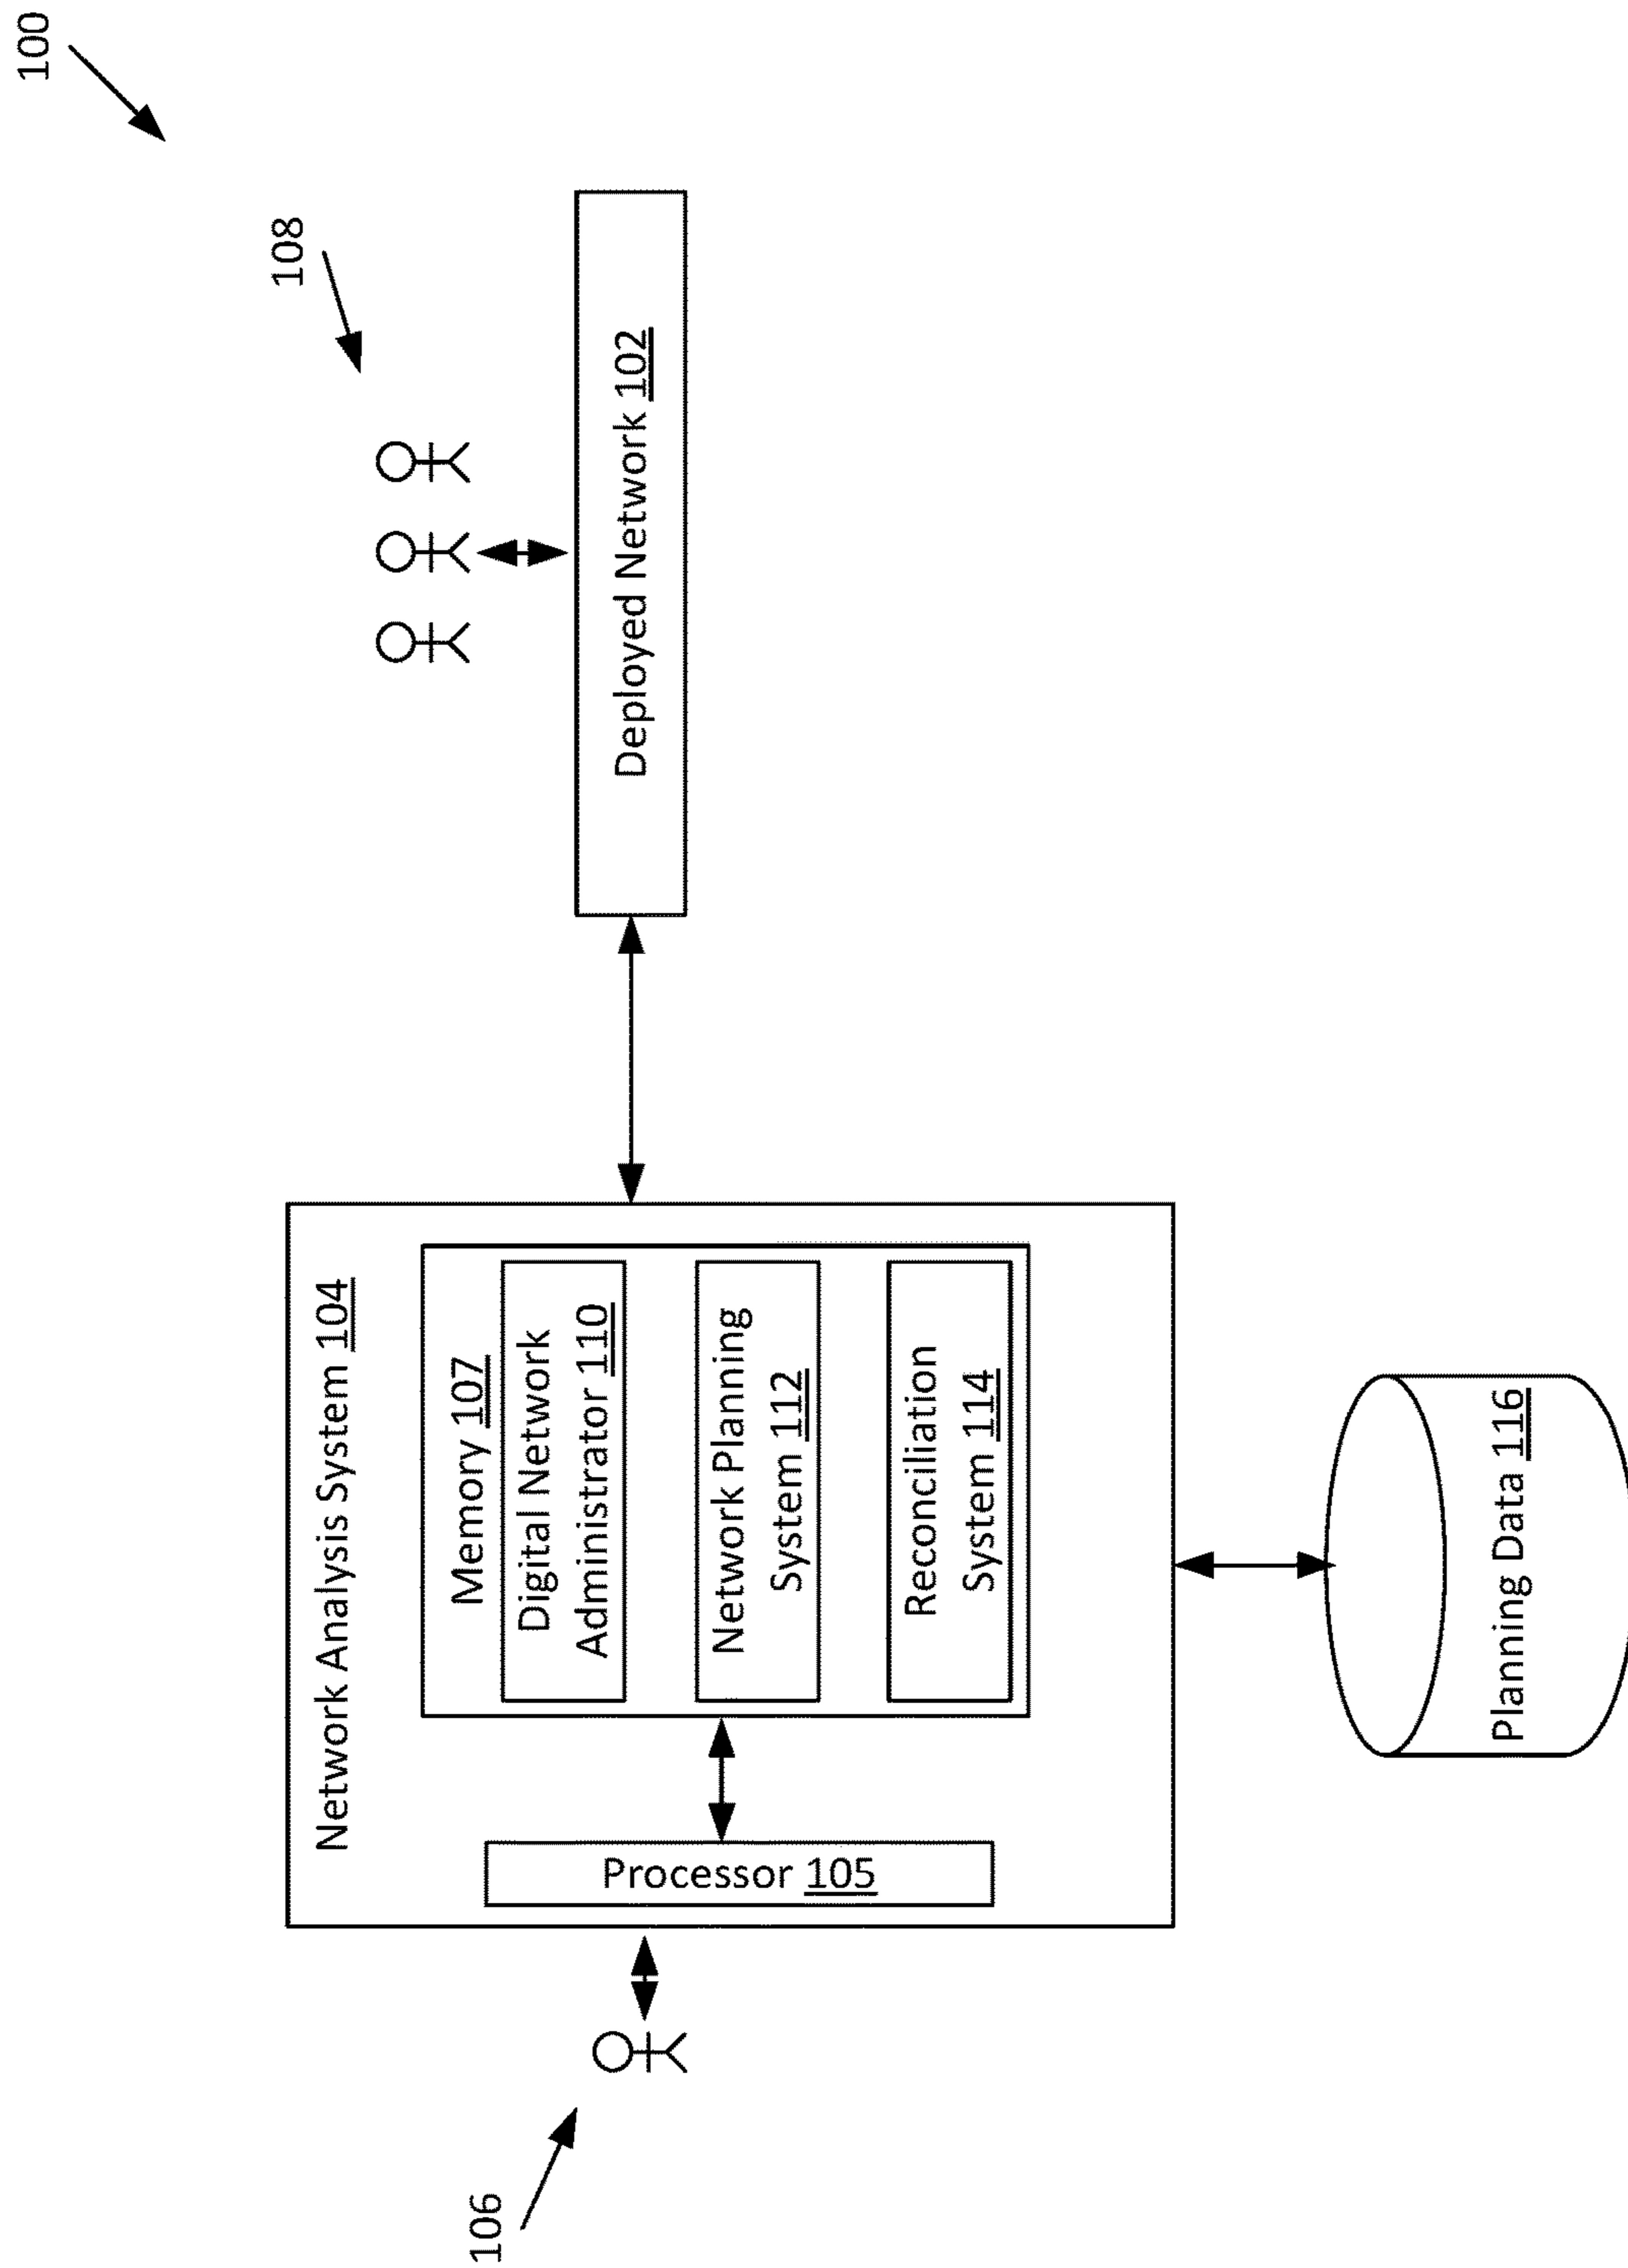 100
108
Network Analysis System 104
Memory 107
Digital Network
Administrator 110
Network Planning
System 112
Reconciliation
System 114
Processor 105
Deployed Network 102
106
Planning Data 116